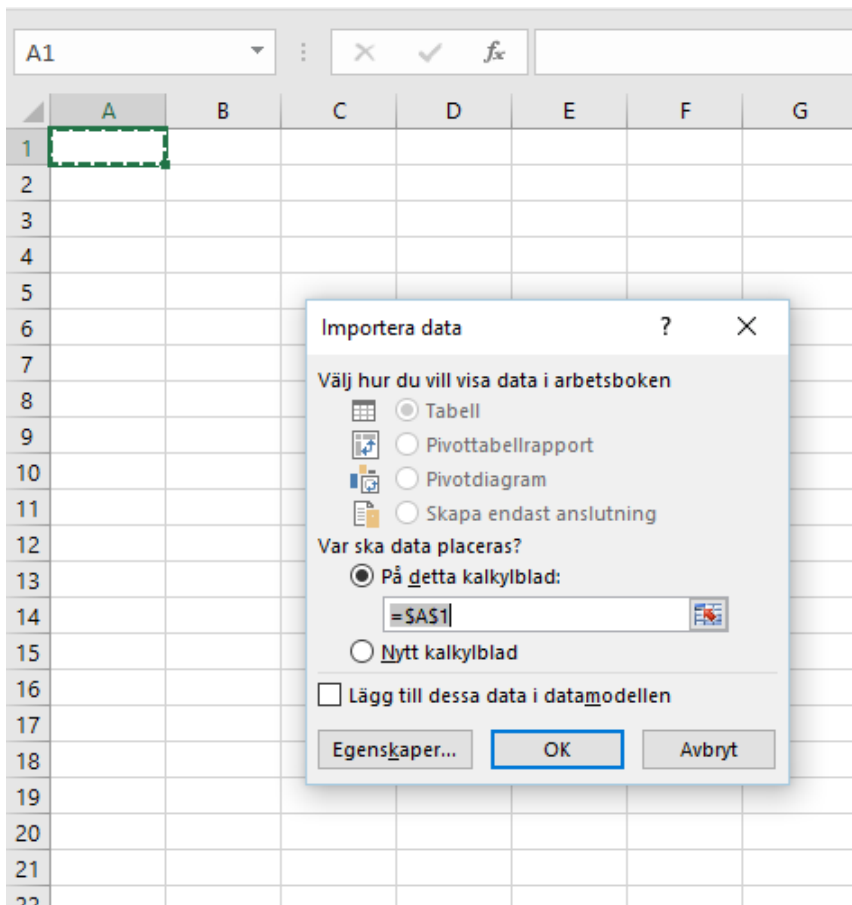 A1
fx
A B C D E F G
1
2
3
4
5
6
7
8
9
10
11
12
13
14
15
16
17
18
19
20
21
22
Importera data ?
Välj hur du vill visa data i arbetsboken
Tabell
Pivottabellrapport
Pivotdiagram
Skapa endast anslutning
Var ska data placeras?
På detta kalkylblad:
=$A$1
Nytt kalkylblad
Lägg till dessa data i datamodellen
Egenskaper... OK Avbryt